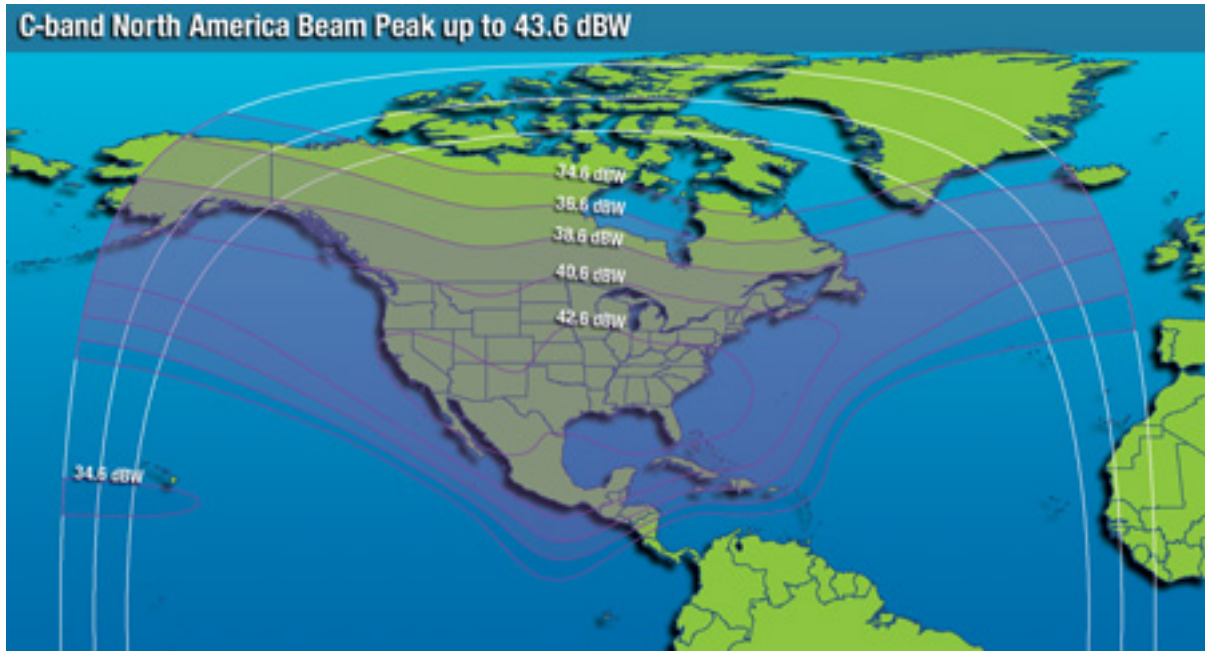 C-band North America Beam Peak up to 43.6 dBW
34.6 dBW
36.6 dBW
38.6 dBW
40.6 dBW
42.6 dBW
34.6 dBW